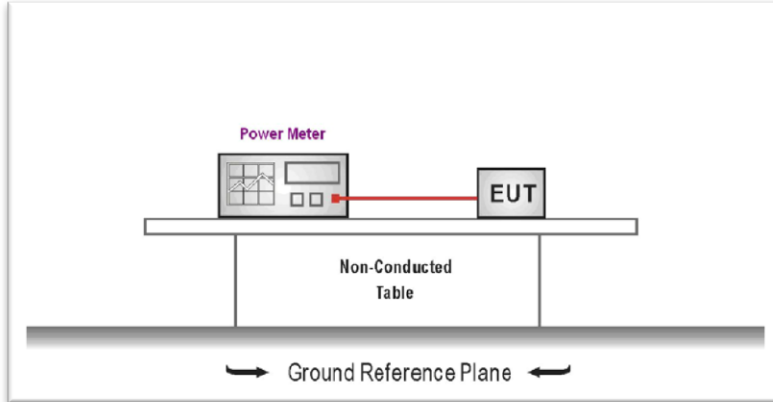 Power Meter
EUT
Non-Conducted
Table
Ground Reference Plane